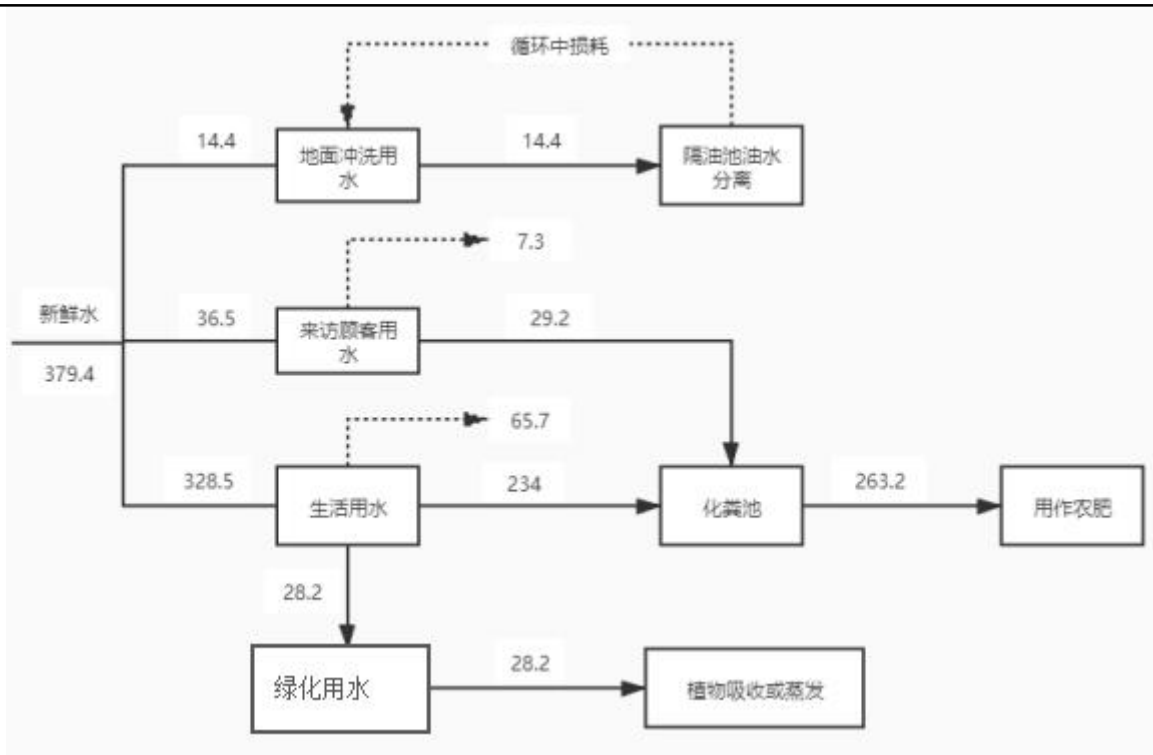 循环中损耗
14.4
地面冲洗用
水
14.4
隔油池油水
分离
7.3
新鲜水
379.4
36.5
来访顾客用
水
29.2
65.7
328.5
生活用水
234
化粪池
263.2
用作农肥
28.2
绿化用水
28.2
植物吸收或蒸发